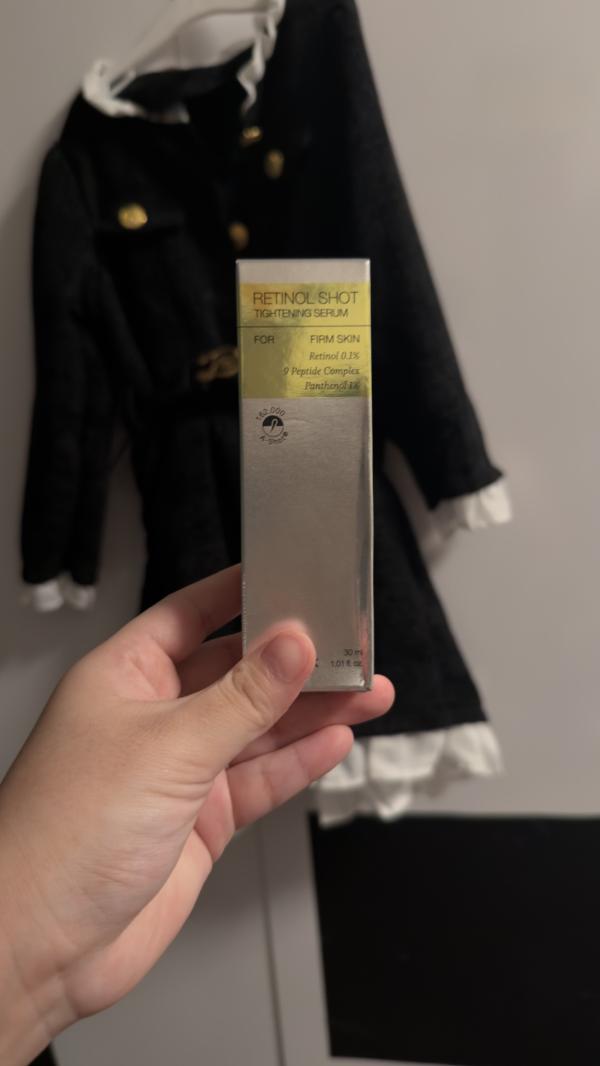 RETINOL SHOT
TIGHTENING SERUM
FOR FIRM SKIN
Retinol 0.1%
9 Peptide Complex
Panthenol 1%
162,000
A-Shot®
30 ml
1.01 fl. oz.